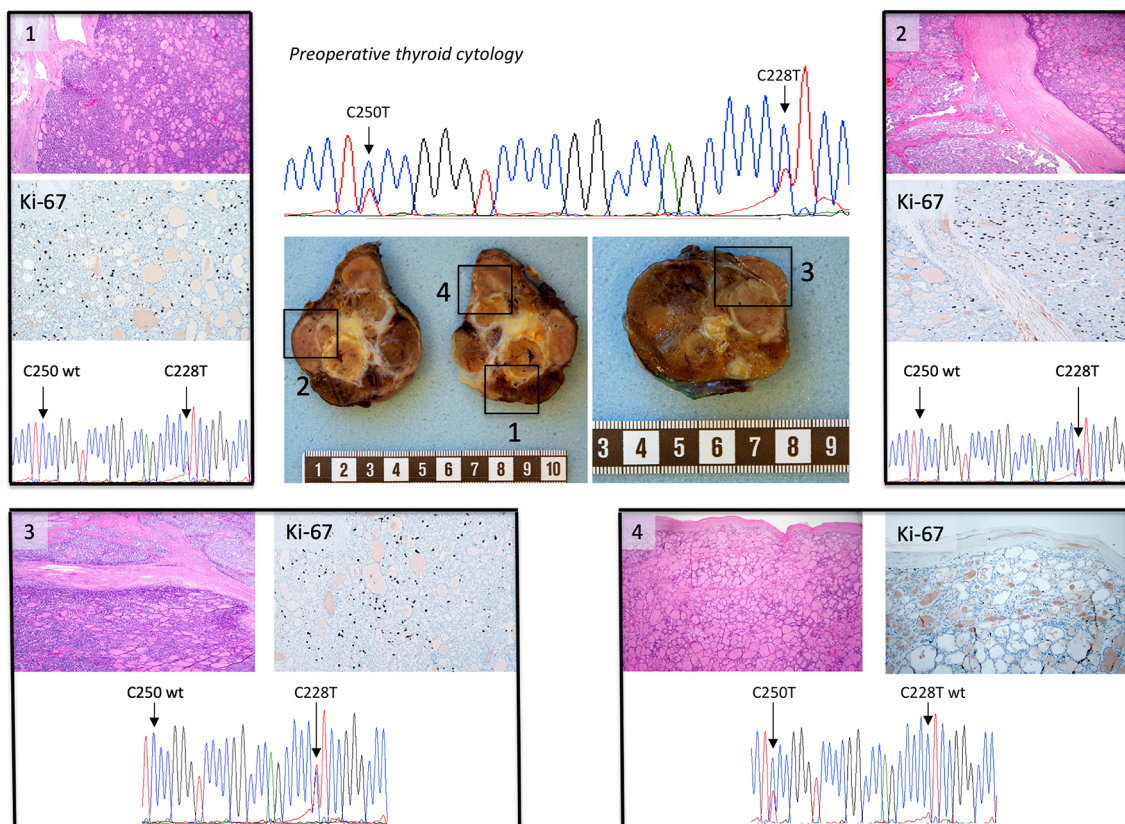 1
Preoperative thyroid cytology
2
C250T
C228T
Ki-67
Ki-67
4
3
2
1
C250 wt
C228T
C250 wt
C228T
1 2 3 4 5 6 7 8 9 10
3 4 5 6 7 8 9
3
Ki-67
4
Ki-67
C250 wt
C228T
C250T
C228T wt